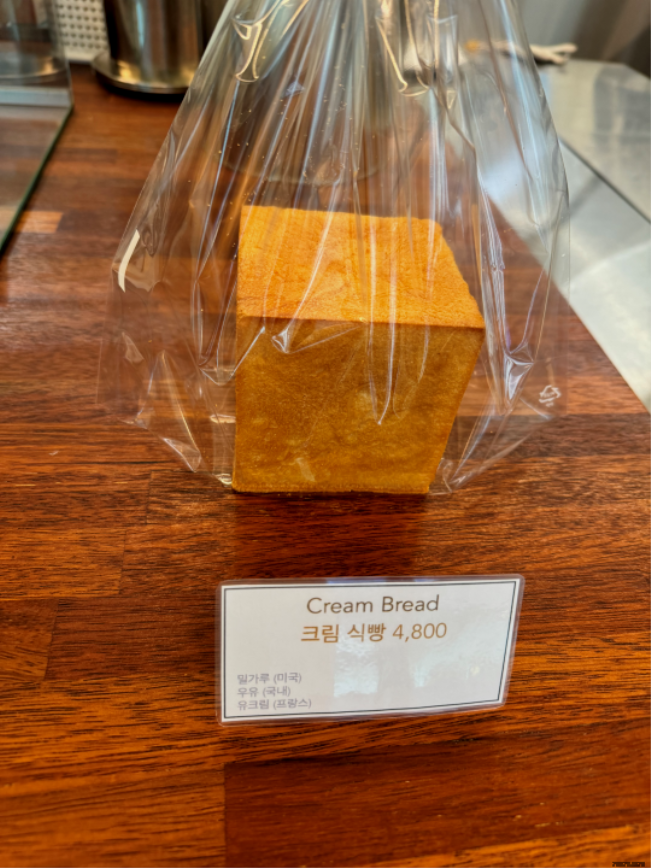 Cream Bread
크림 식빵 4,800
밀가루 (미국)
우유 (국내)
유크림 (프랑스)